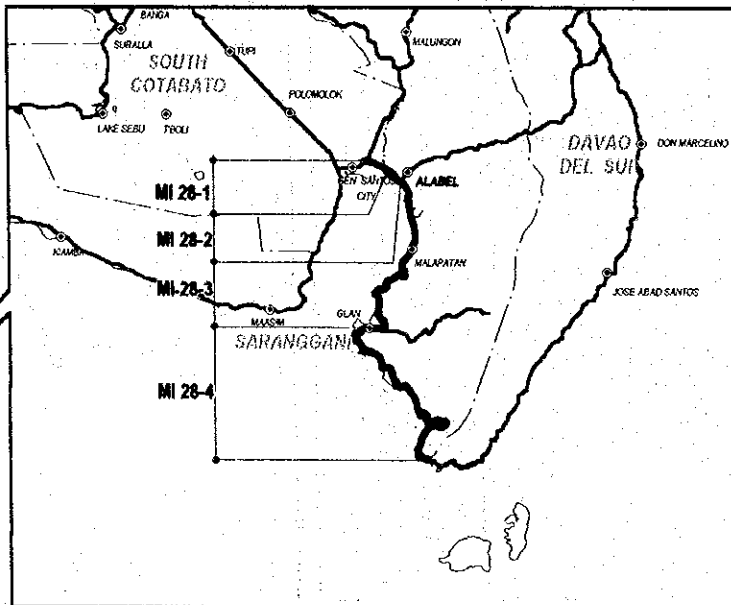 BANGA
SURALLA
TUPI
MALUNGON
SOUTH
COTABATO
POLOMOLOK
LAKE SEBU
T'BOLI
DAVAO
DEL SUR
DON MARCELINO
GEN SANTOS
CITY
ALABEL
MI 28-1
MI 28-2
KIAMBA
MALAPATAN
MI-28-3
JOSE ABAD SANTOS
MAASIM
GLAN
SARANGGANI
MI 28-4